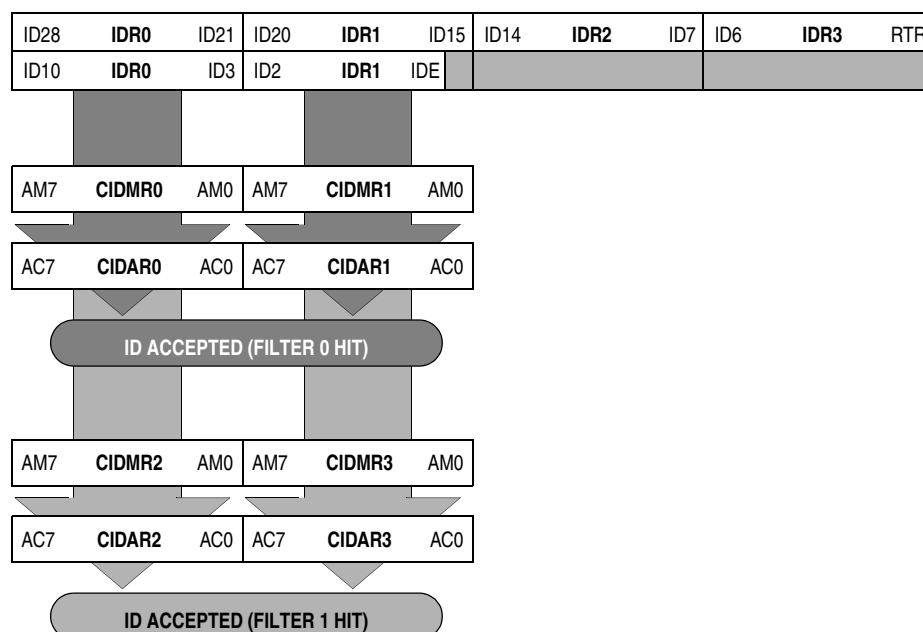 ID28 IDR0 ID21 ID20 IDR1 ID15 ID14 IDR2 ID7 ID6 IDR3 RTR
ID10 IDR0 ID3 ID2 IDR1 IDE
AM7 CIDMR0 AM0 AM7 CIDMR1 AM0
AC7 CIDAR0 AC0 AC7 CIDAR1 AC0
ID ACCEPTED (FILTER 0 HIT)
AM7 CIDMR2 AM0 AM7 CIDMR3 AM0
AC7 CIDAR2 AC0 AC7 CIDAR3 AC0
ID ACCEPTED (FILTER 1 HIT)